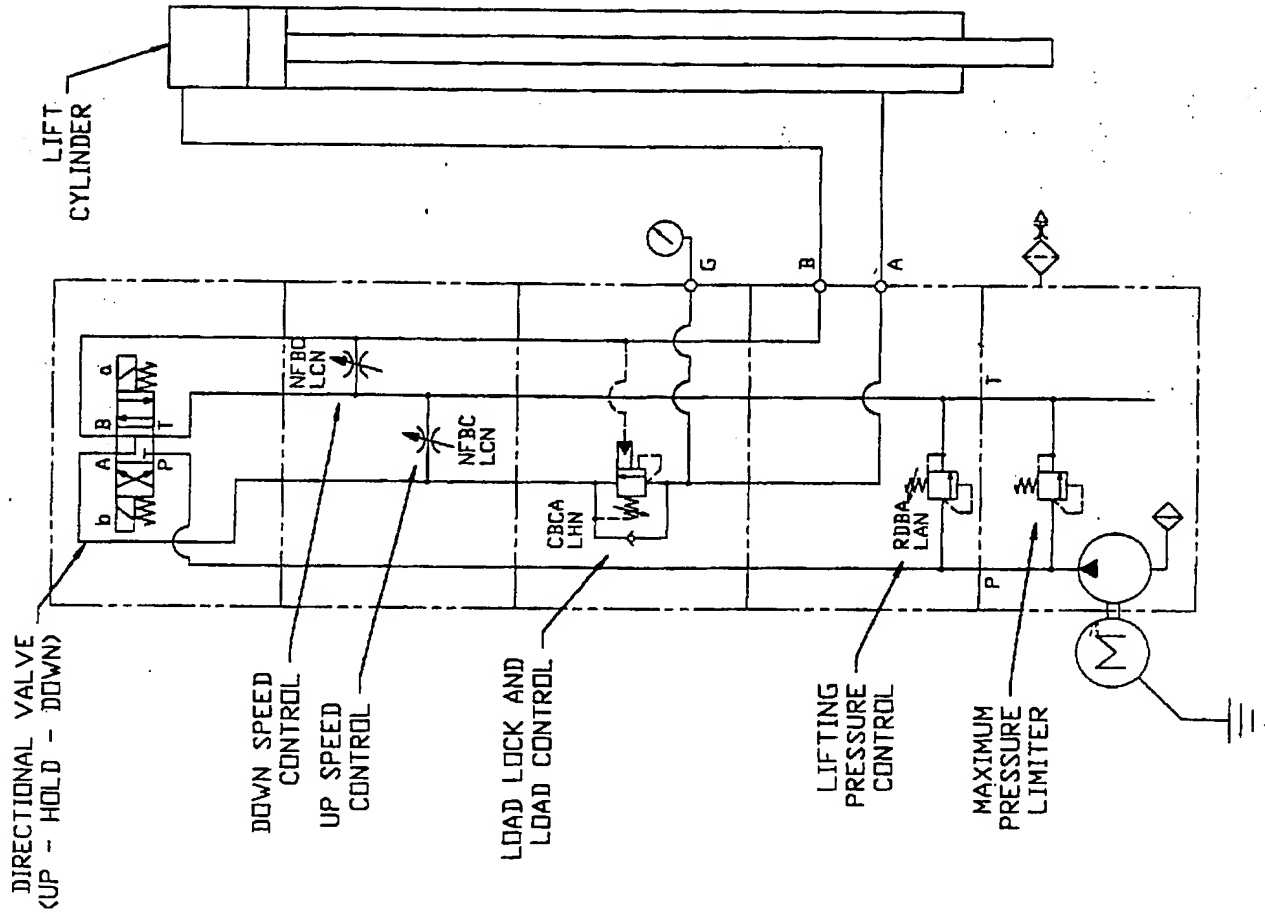 LIFT
CYLINDER
DIRECTIONAL VALVE
(UP - HOLD - DOWN)
b
A
B
a
P
T
T
NFBC
LCN
NFBC
LCN
DOWN SPEED
CONTROL
UP SPEED
CONTROL
G
B
A
CBCA
LHN
LOAD LOCK AND
LOAD CONTROL
RDBA
LAN
LIFTING
PRESSURE
CONTROL
P
T
MAXIMUM
PRESSURE
LIMITER
M